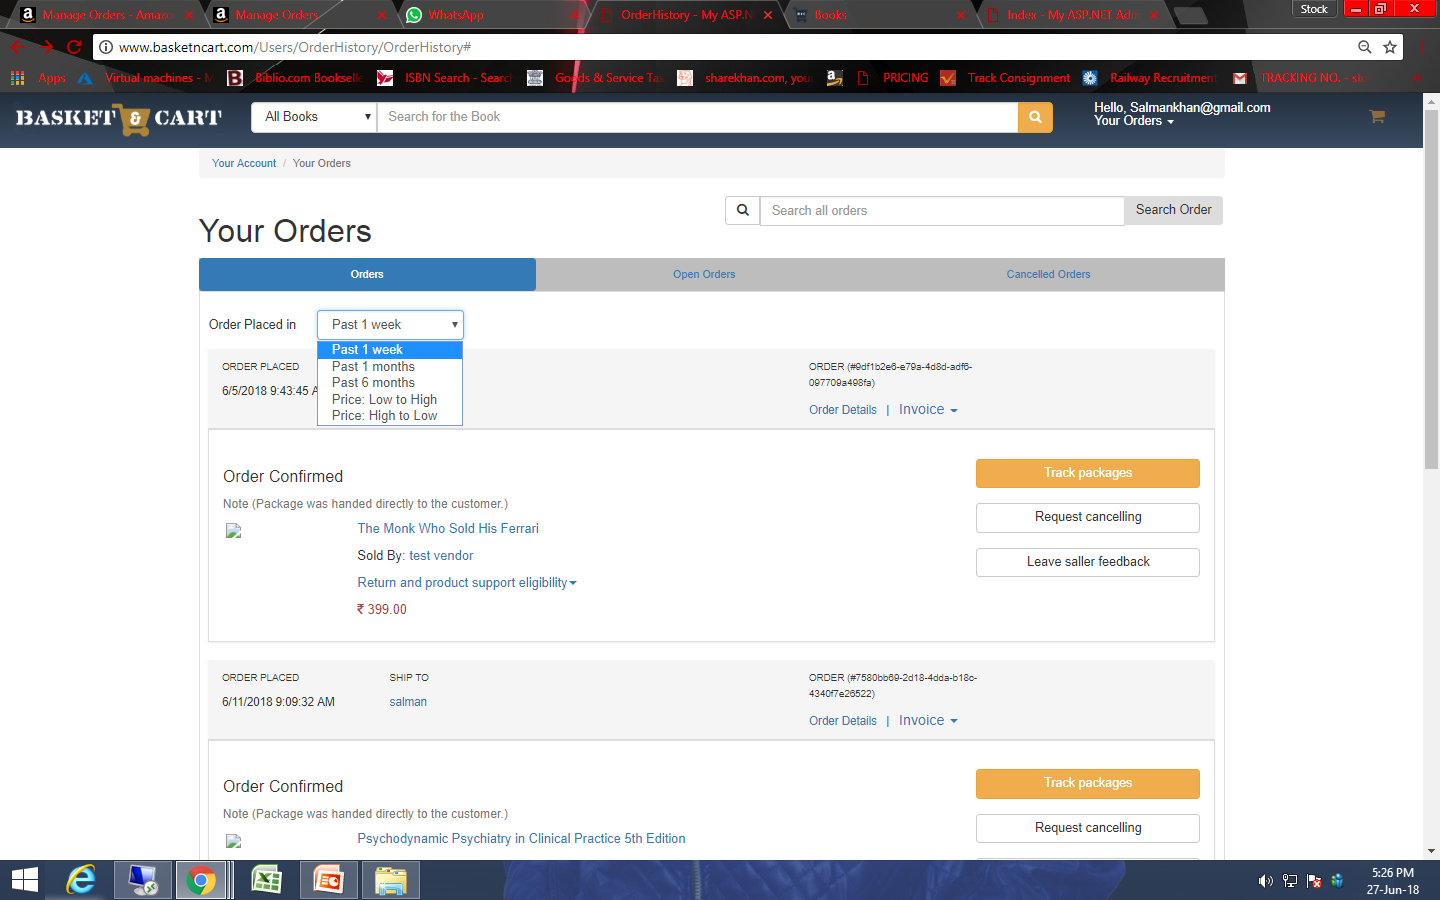 Manage Orders - Amaz
Manage Orders
WhatsApp
OrderHistory - My ASP.N
Books
Index - My ASP.NET Adm
Stock
www.basketncart.com/Users/OrderHistory/OrderHistory#
Apps
Virtual machines - M
Biblio.com Bookselle
ISBN Search - Search
Goods & Service Tax
sharekhan.com, your
PRICING
Track Consignment
Railway Recruitment
TRACKING NO. - sto
BASKET & CART
All Books
Search for the Book
Hello, Salmankhan@gmail.com
Your Orders
Your Account / Your Orders
Your Orders
Search all orders
Search Order
Orders
Open Orders
Cancelled Orders
Order Placed in
Past 1 week
Past 1 week
Past 1 months
Past 6 months
Price: Low to High
Price: High to Low
ORDER PLACED
6/5/2018 9:43:45 A
ORDER (#9df1b2e6-e79a-4d8d-adf6-
097709a498fa)
Order Details | Invoice
Order Confirmed
Note (Package was handed directly to the customer.)
The Monk Who Sold His Ferrari
Sold By: test vendor
Return and product support eligibility
₹ 399.00
Track packages
Request cancelling
Leave saller feedback
ORDER PLACED
6/11/2018 9:09:32 AM
SHIP TO
salman
ORDER (#7580bb69-2d18-4dda-b18c-
4340f7e26522)
Order Details | Invoice
Order Confirmed
Note (Package was handed directly to the customer.)
Psychodynamic Psychiatry in Clinical Practice 5th Edition
Track packages
Request cancelling
5:26 PM
27-Jun-18